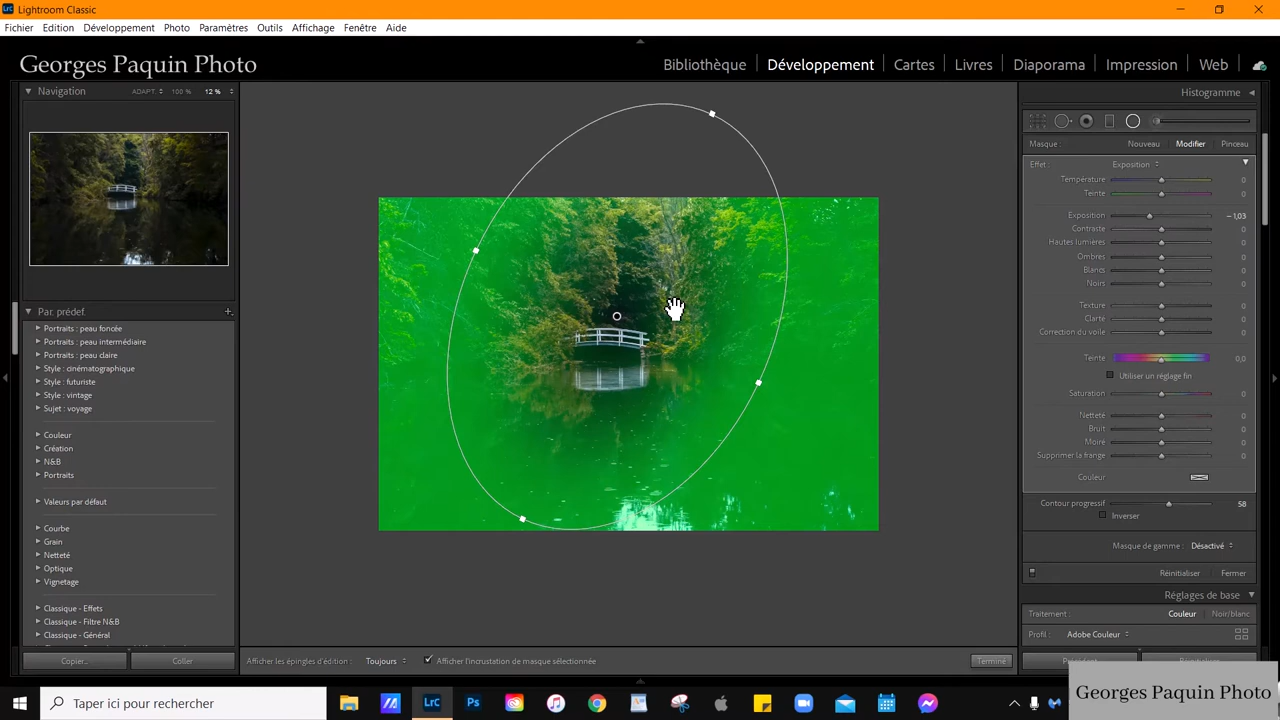 Lightroom Classic
Fichier Edition Développement Photo Paramètres Outils Affichage Fenêtre Aide
Georges Paquin Photo
Bibliothèque Développement Cartes Livres Diaporama Impression Web
Navigation ADAPT. 100 % 12 %
Histogramme
Masque : Nouveau Modifier Pinceau
Effet : Exposition
Température 0
Teinte 0
Exposition – 1,03
Contraste 0
Hautes lumières 0
Ombres 0
Blancs 0
Noirs 0
Texture 0
Clarté 0
Correction du voile 0
Teinte 0,0
Utiliser un réglage fin
Saturation 0
Netteté 0
Bruit 0
Moiré 0
Supprimer la frange 0
Couleur
Contour progressif 58
Inverser
Masque de gamme : Désactivé
Réinitialiser Fermer
Réglages de base
Traitement : Couleur Noir/blanc
Profil : Adobe Couleur
Par. prédéf.
Portraits : peau foncée
Portraits : peau intermédiaire
Portraits : peau claire
Style : cinématographique
Style : futuriste
Style : vintage
Sujet : voyage
Couleur
Création
N&B
Portraits
Valeurs par défaut
Courbe
Grain
Netteté
Optique
Vignetage
Classique - Effets
Classique - Filtre N&B
Classique - Général
Copier... Coller
Afficher les épingles d'édition : Toujours Afficher l'incrustation de masque sélectionnée Terminé
Taper ici pour rechercher
Georges Paquin Photo